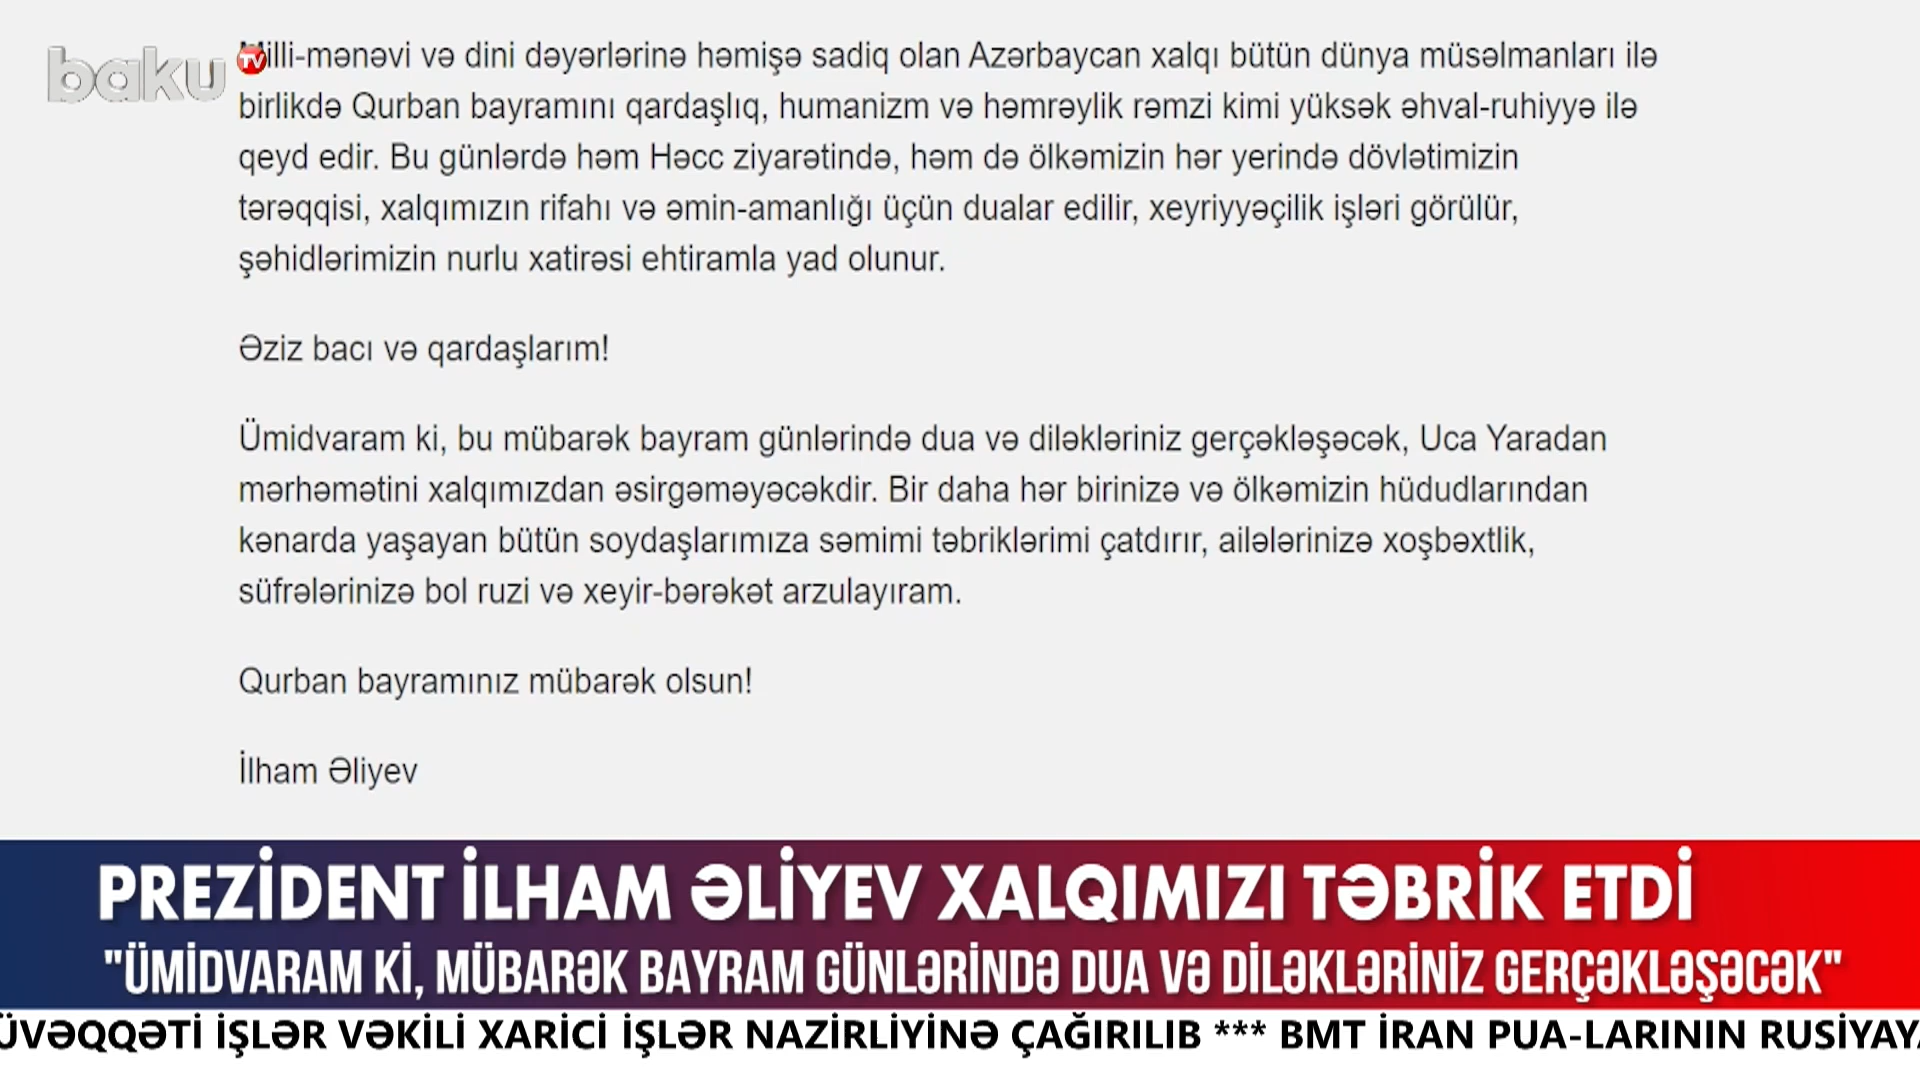 baku TV
Milli-mənəvi və dini dəyərlərinə həmişə sadiq olan Azərbaycan xalqı bütün dünya müsəlmanları ilə
birlikdə Qurban bayramını qardaşlıq, humanizm və həmrəylik rəmzi kimi yüksək əhval-ruhiyyə ilə
qeyd edir. Bu günlərdə həm Həcc ziyarətində, həm də ölkəmizin hər yerində dövlətimizin
tərəqqisi, xalqımızın rifahı və əmin-amanlığı üçün dualar edilir, xeyriyyəçilik işləri görülür,
şəhidlərimizin nurlu xatirəsi ehtiramla yad olunur.
Əziz bacı və qardaşlarım!
Ümidvaram ki, bu mübarək bayram günlərində dua və diləkləriniz gerçəkləşəcək, Uca Yaradan
mərhəmətini xalqımızdan əsirgəməyəcəkdir. Bir daha hər birinizə və ölkəmizin hüdudlarından
kənarda yaşayan bütün soydaşlarımıza səmimi təbriklərimi çatdırır, ailələrinizə xoşbəxtlik,
süfrələrinizə bol ruzi və xeyir-bərəkət arzulayıram.
Qurban bayramınız mübarək olsun!
İlham Əliyev
PREZİDENT İLHAM ƏLİYEV XALQIMIZI TƏBRİK ETDİ
"ÜMİDVARAM Kİ, MÜBARƏK BAYRAM GÜNLƏRİNDƏ DUA VƏ DİLƏKLƏRİNİZ GERÇƏKLƏŞƏCƏK"
ÜVƏQQƏTİ İŞLƏR VƏKİLİ XARİCİ İŞLƏR NAZİRLİYİNƏ ÇAĞIRILIB *** BMT İRAN PUA-LARININ RUSİYAY